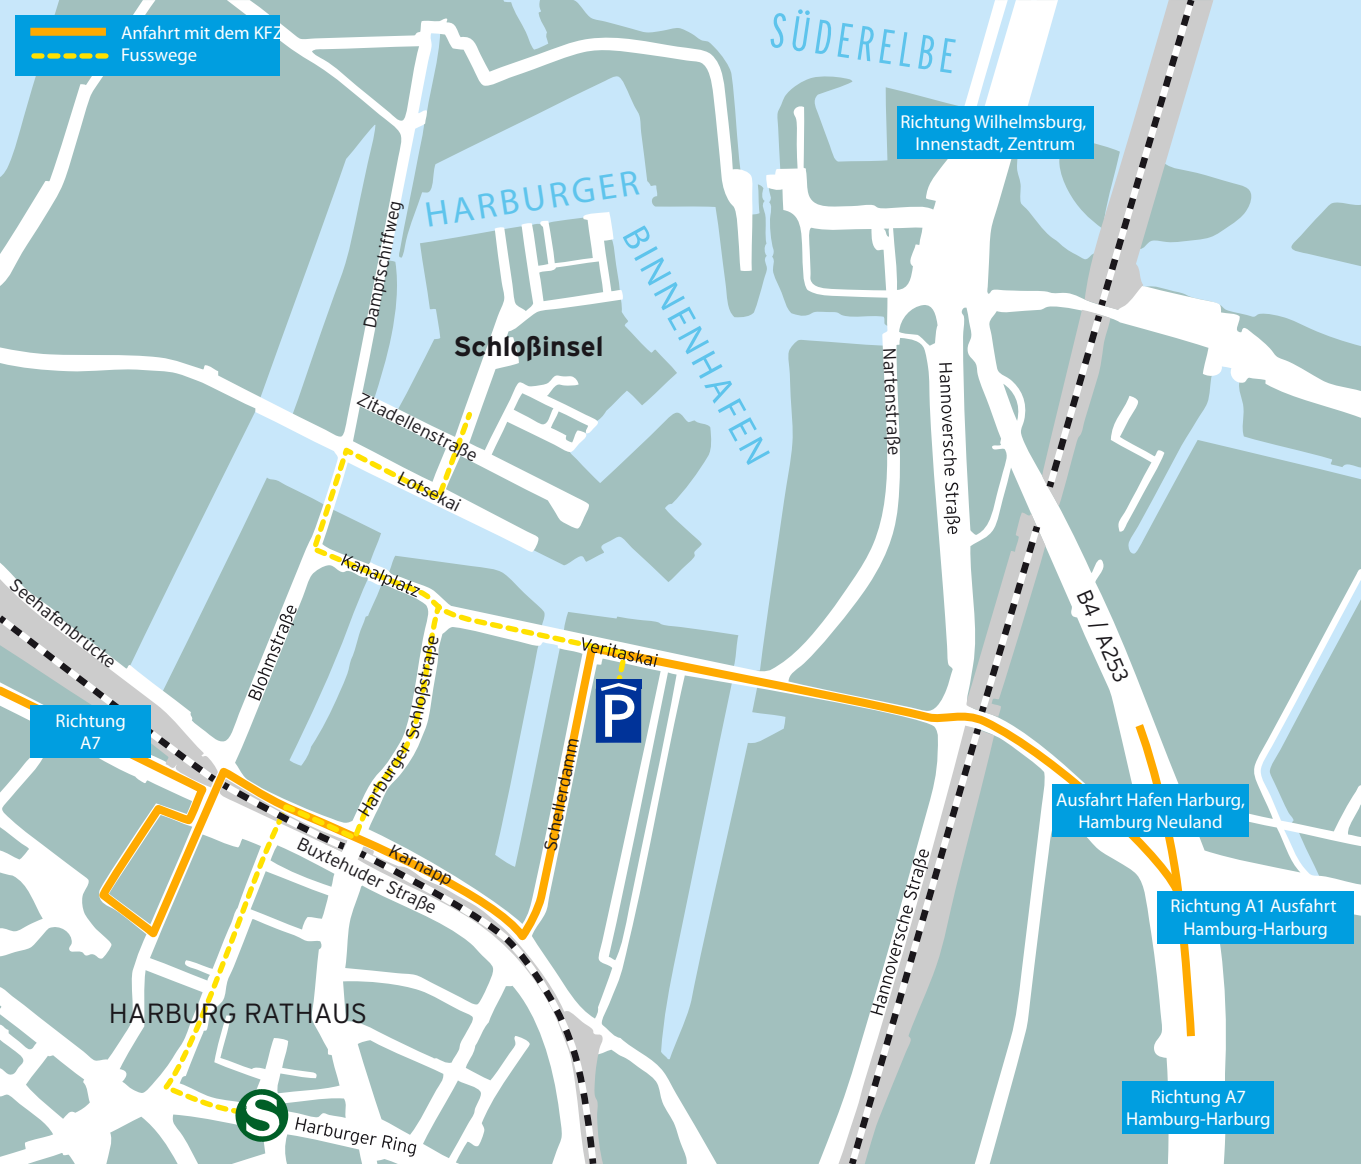 Anfahrt mit dem KFZ
Fusswege
SÜDERELBE
Richtung Wilhelmsburg,
Innenstadt, Zentrum
HARBURGER
BINNENHAFEN
Dampfschiffweg
Schloßinsel
Zitadellenstraße
Lotsekai
Nartenstraße
Hannoversche Straße
Kanalplatz
Seehafenbrücke
Blohmstraße
Harburger Schloßstraße
Veritaskai
B4 / A253
P
Richtung
A7
Schellerdamm
Ausfahrt Hafen Harburg,
Hamburg Neuland
Karnapp
Buxtehuder Straße
Hannoversche Straße
Richtung A1 Ausfahrt
Hamburg-Harburg
HARBURG RATHAUS
S
Harburger Ring
Richtung A7
Hamburg-Harburg